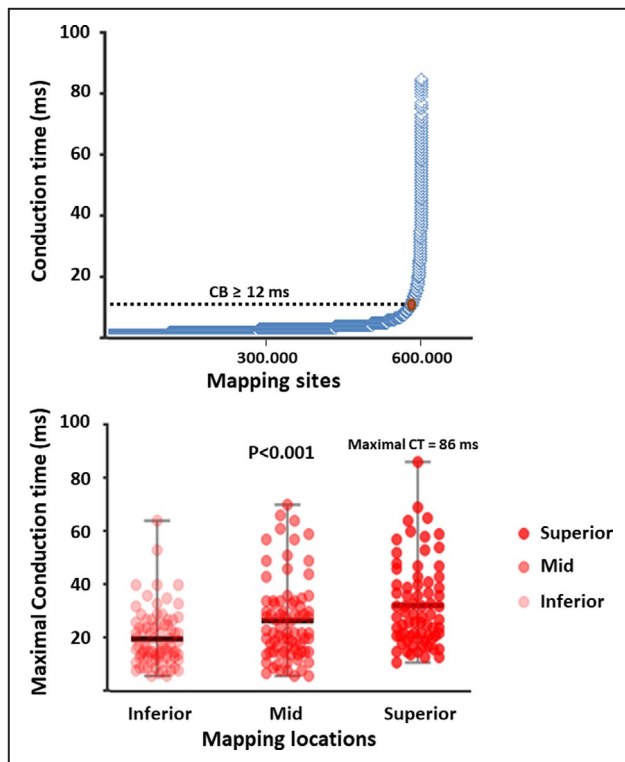 100
80
60
40
20
Conduction time (ms)
CB ≥ 12 ms
300.000
600.000
Mapping sites
100
80
60
40
20
Maximal Conduction time (ms)
P<0.001
Maximal CT = 86 ms
Superior
Mid
Inferior
Inferior
Mid
Superior
Mapping locations